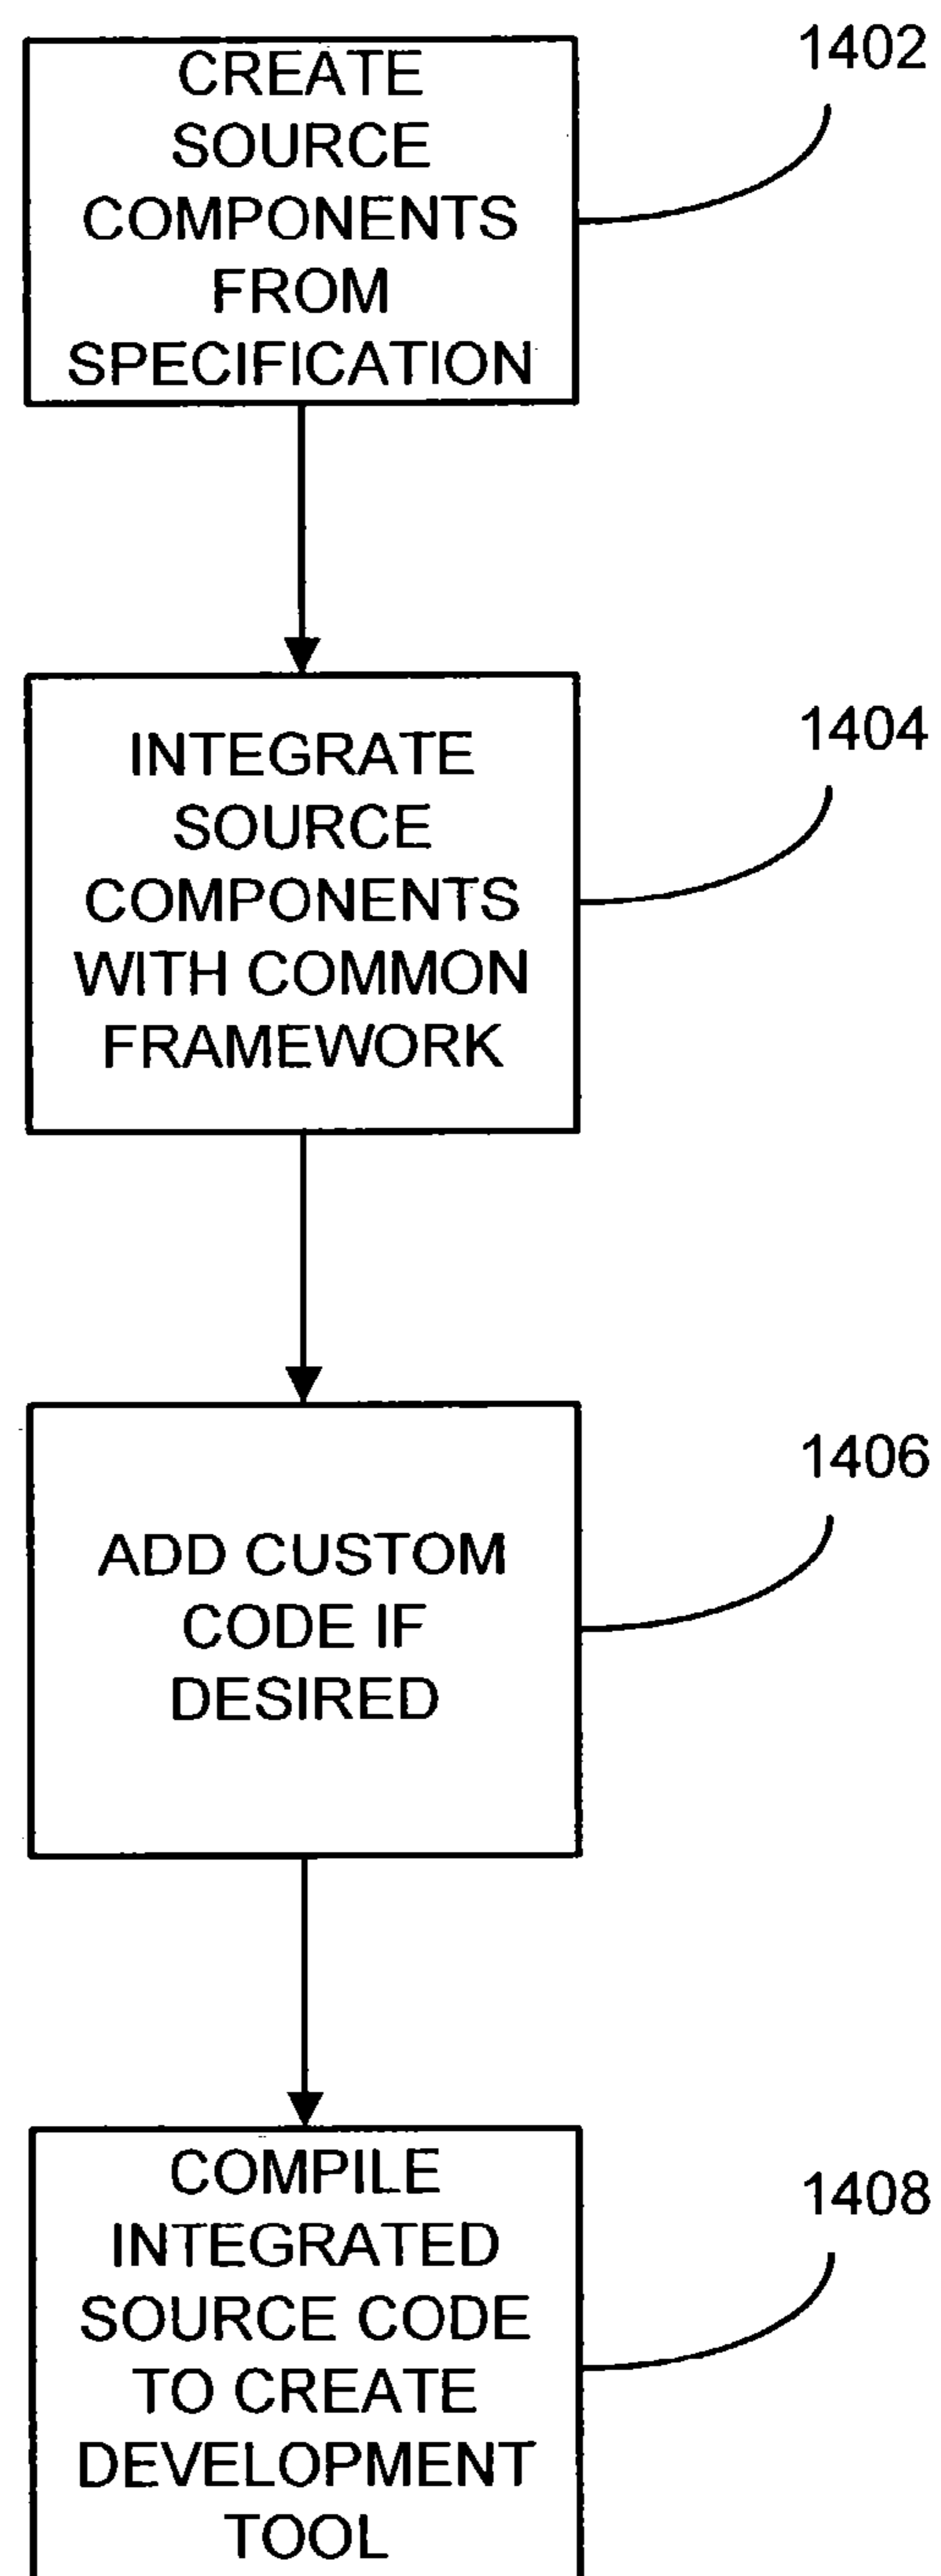 1402
CREATE
SOURCE
COMPONENTS
FROM
SPECIFICATION
1404
INTEGRATE
SOURCE
COMPONENTS
WITH COMMON
FRAMEWORK
1406
ADD CUSTOM
CODE IF
DESIRED
1408
COMPILE
INTEGRATED
SOURCE CODE
TO CREATE
DEVELOPMENT
TOOL